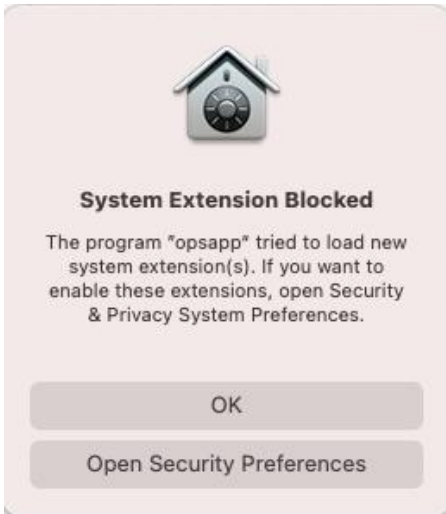 System Extension Blocked
The program "opsapp" tried to load new
system extension(s). If you want to
enable these extensions, open Security
& Privacy System Preferences.
OK
Open Security Preferences